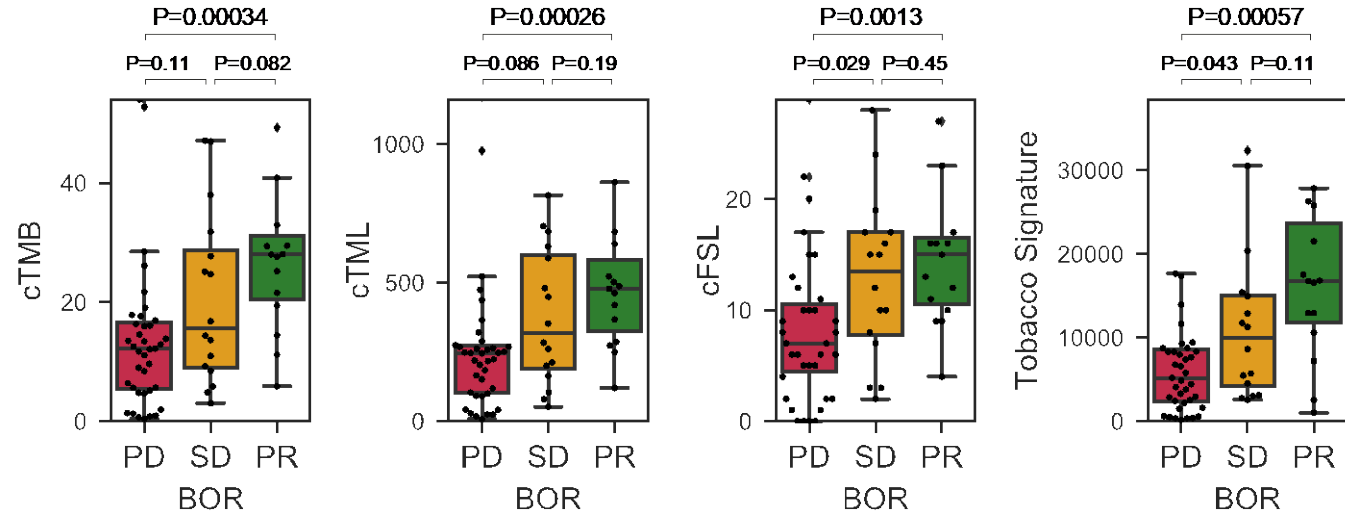 P=0.00034
P=0.11 P=0.082
cTMB
40
20
0
PD SD PR
BOR
P=0.00026
P=0.086 P=0.19
cTML
1000
500
0
PD SD PR
BOR
P=0.0013
P=0.029 P=0.45
cFSL
20
10
0
PD SD PR
BOR
P=0.00057
P=0.043 P=0.11
Tobacco Signature
30000
20000
10000
0
PD SD PR
BOR